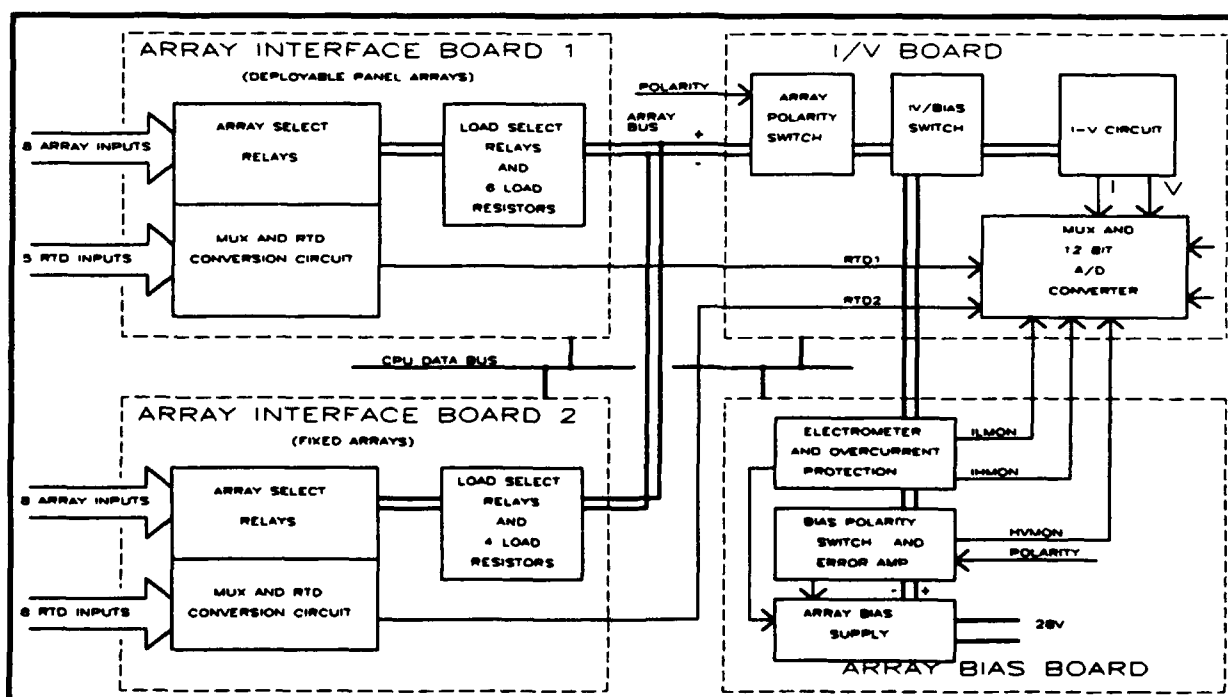 ARRAY INTERFACE BOARD 1
(DEPLOYABLE PANEL ARRAYS)
8 ARRAY INPUTS
ARRAY SELECT
RELAYS
LOAD SELECT
RELAYS
AND
6 LOAD
RESISTORS
5 RTD INPUTS
MUX AND RTD
CONVERSION CIRCUIT
POLARITY
ARRAY
BUS
+
-
I/V BOARD
ARRAY
POLARITY
SWITCH
IV/BIAS
SWITCH
I-V CIRCUIT
I
V
MUX AND
12 BIT
A/D
CONVERTER
RTD1
RTD2
CPU DATA BUS
ARRAY INTERFACE BOARD 2
(FIXED ARRAYS)
8 ARRAY INPUTS
ARRAY SELECT
RELAYS
LOAD SELECT
RELAYS
AND
4 LOAD
RESISTORS
6 RTD INPUTS
MUX AND RTD
CONVERSION CIRCUIT
ELECTROMETER
AND OVERCURRENT
PROTECTION
ILMON
IHMON
BIAS POLARITY
SWITCH AND
ERROR AMP
HVMON
POLARITY
- +
ARRAY BIAS
SUPPLY
28V
ARRAY BIAS BOARD